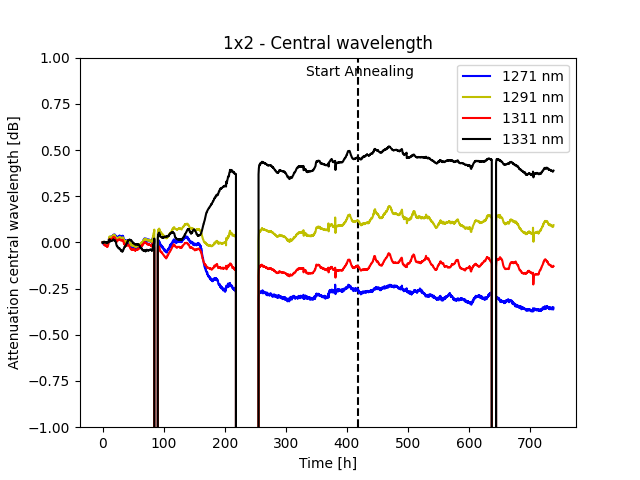 1x2 - Central wavelength
Start Annealing
1271 nm
1291 nm
1311 nm
1331 nm
Attenuation central wavelength [dB]
1.00
0.75
0.50
0.25
0.00
−0.25
−0.50
−0.75
−1.00
0 100 200 300 400 500 600 700
Time [h]